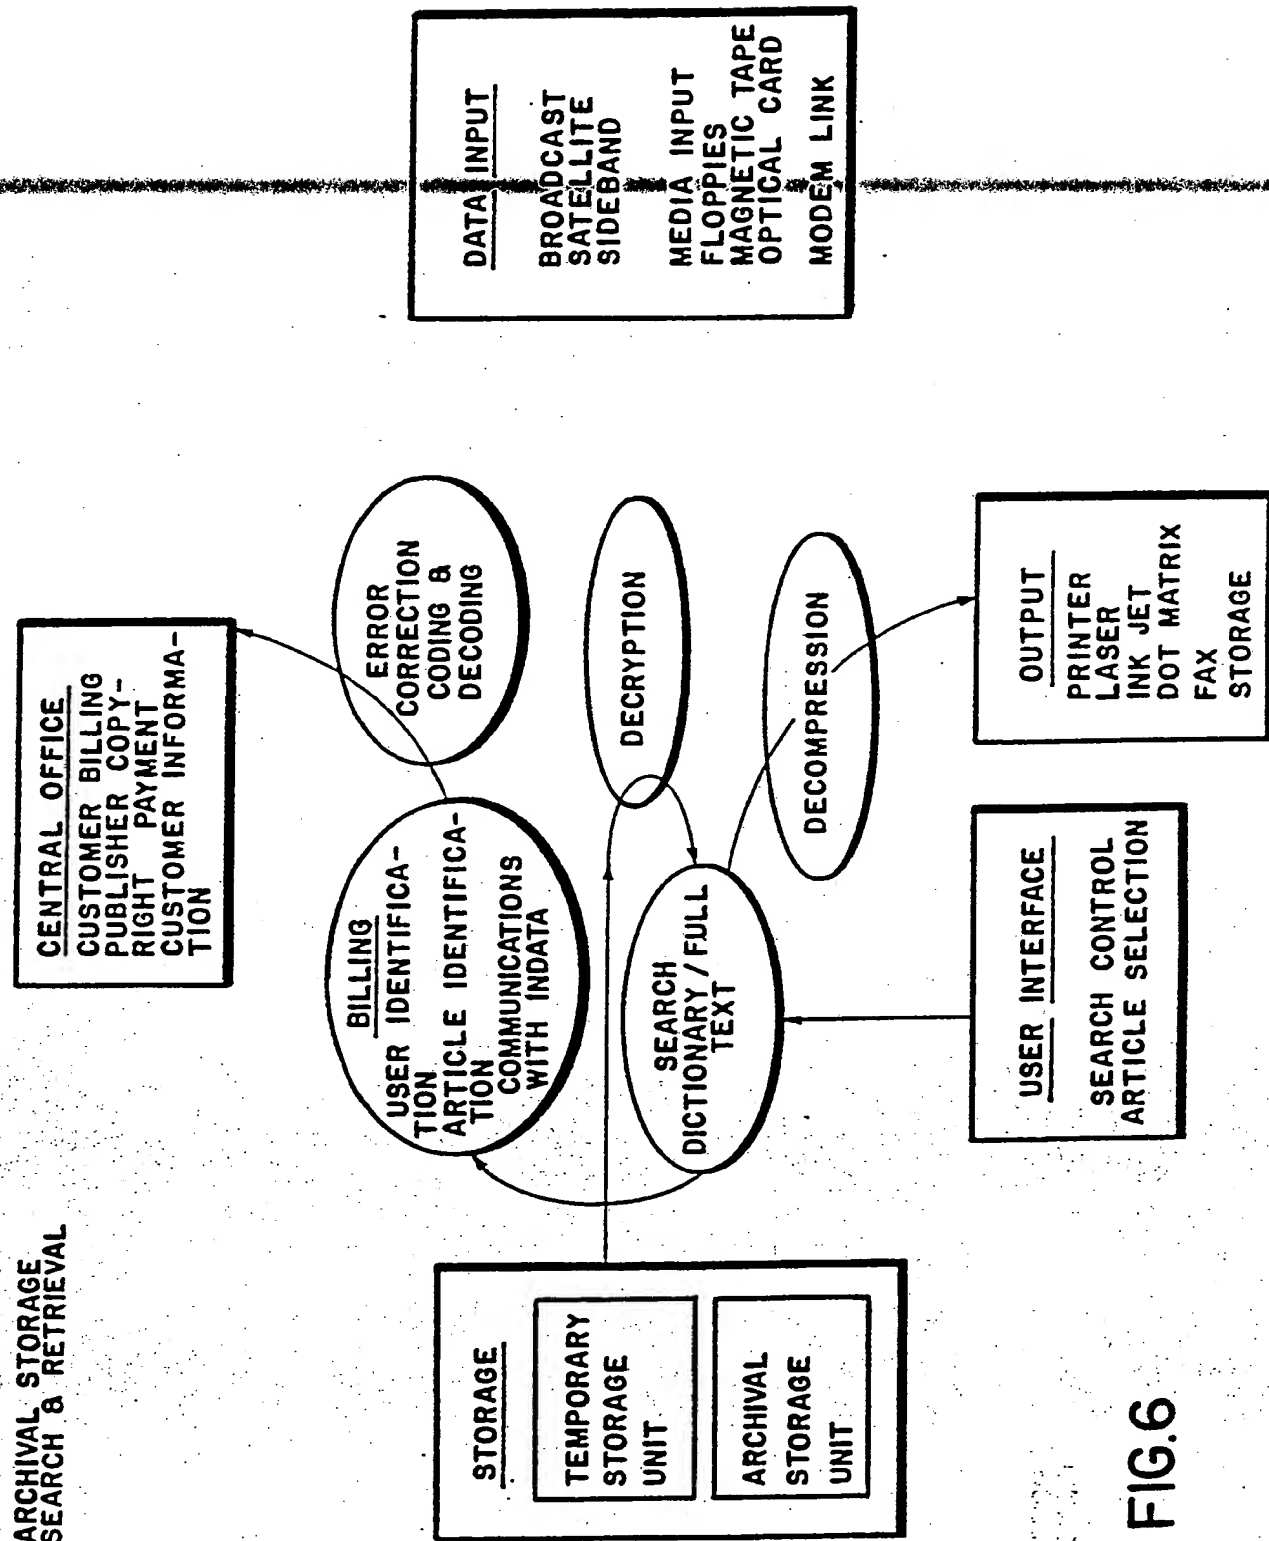 ARCHIVAL STORAGE
SEARCH & RETRIEVAL
CENTRAL OFFICE
CUSTOMER BILLING
PUBLISHER COPY-
RIGHT PAYMENT
CUSTOMER INFORMA-
TION
BILLING
USER IDENTIFICA-
TION
ARTICLE IDENTIFICA-
TION
COMMUNICATIONS
WITH INDATA
ERROR
CORRECTION
CODING &
DECODING
DATA INPUT
BROADCAST
SATELLITE
SIDEBAND
MEDIA INPUT
FLOPPIES
MAGNETIC TAPE
OPTICAL CARD
MODEM LINK
STORAGE
TEMPORARY
STORAGE
UNIT
ARCHIVAL
STORAGE
UNIT
SEARCH
DICTIONARY/FULL
TEXT
DECRYPTION
DECOMPRESSION
USER INTERFACE
SEARCH CONTROL
ARTICLE SELECTION
OUTPUT
PRINTER
LASER
INK JET
DOT MATRIX
FAX
STORAGE
FIG.6